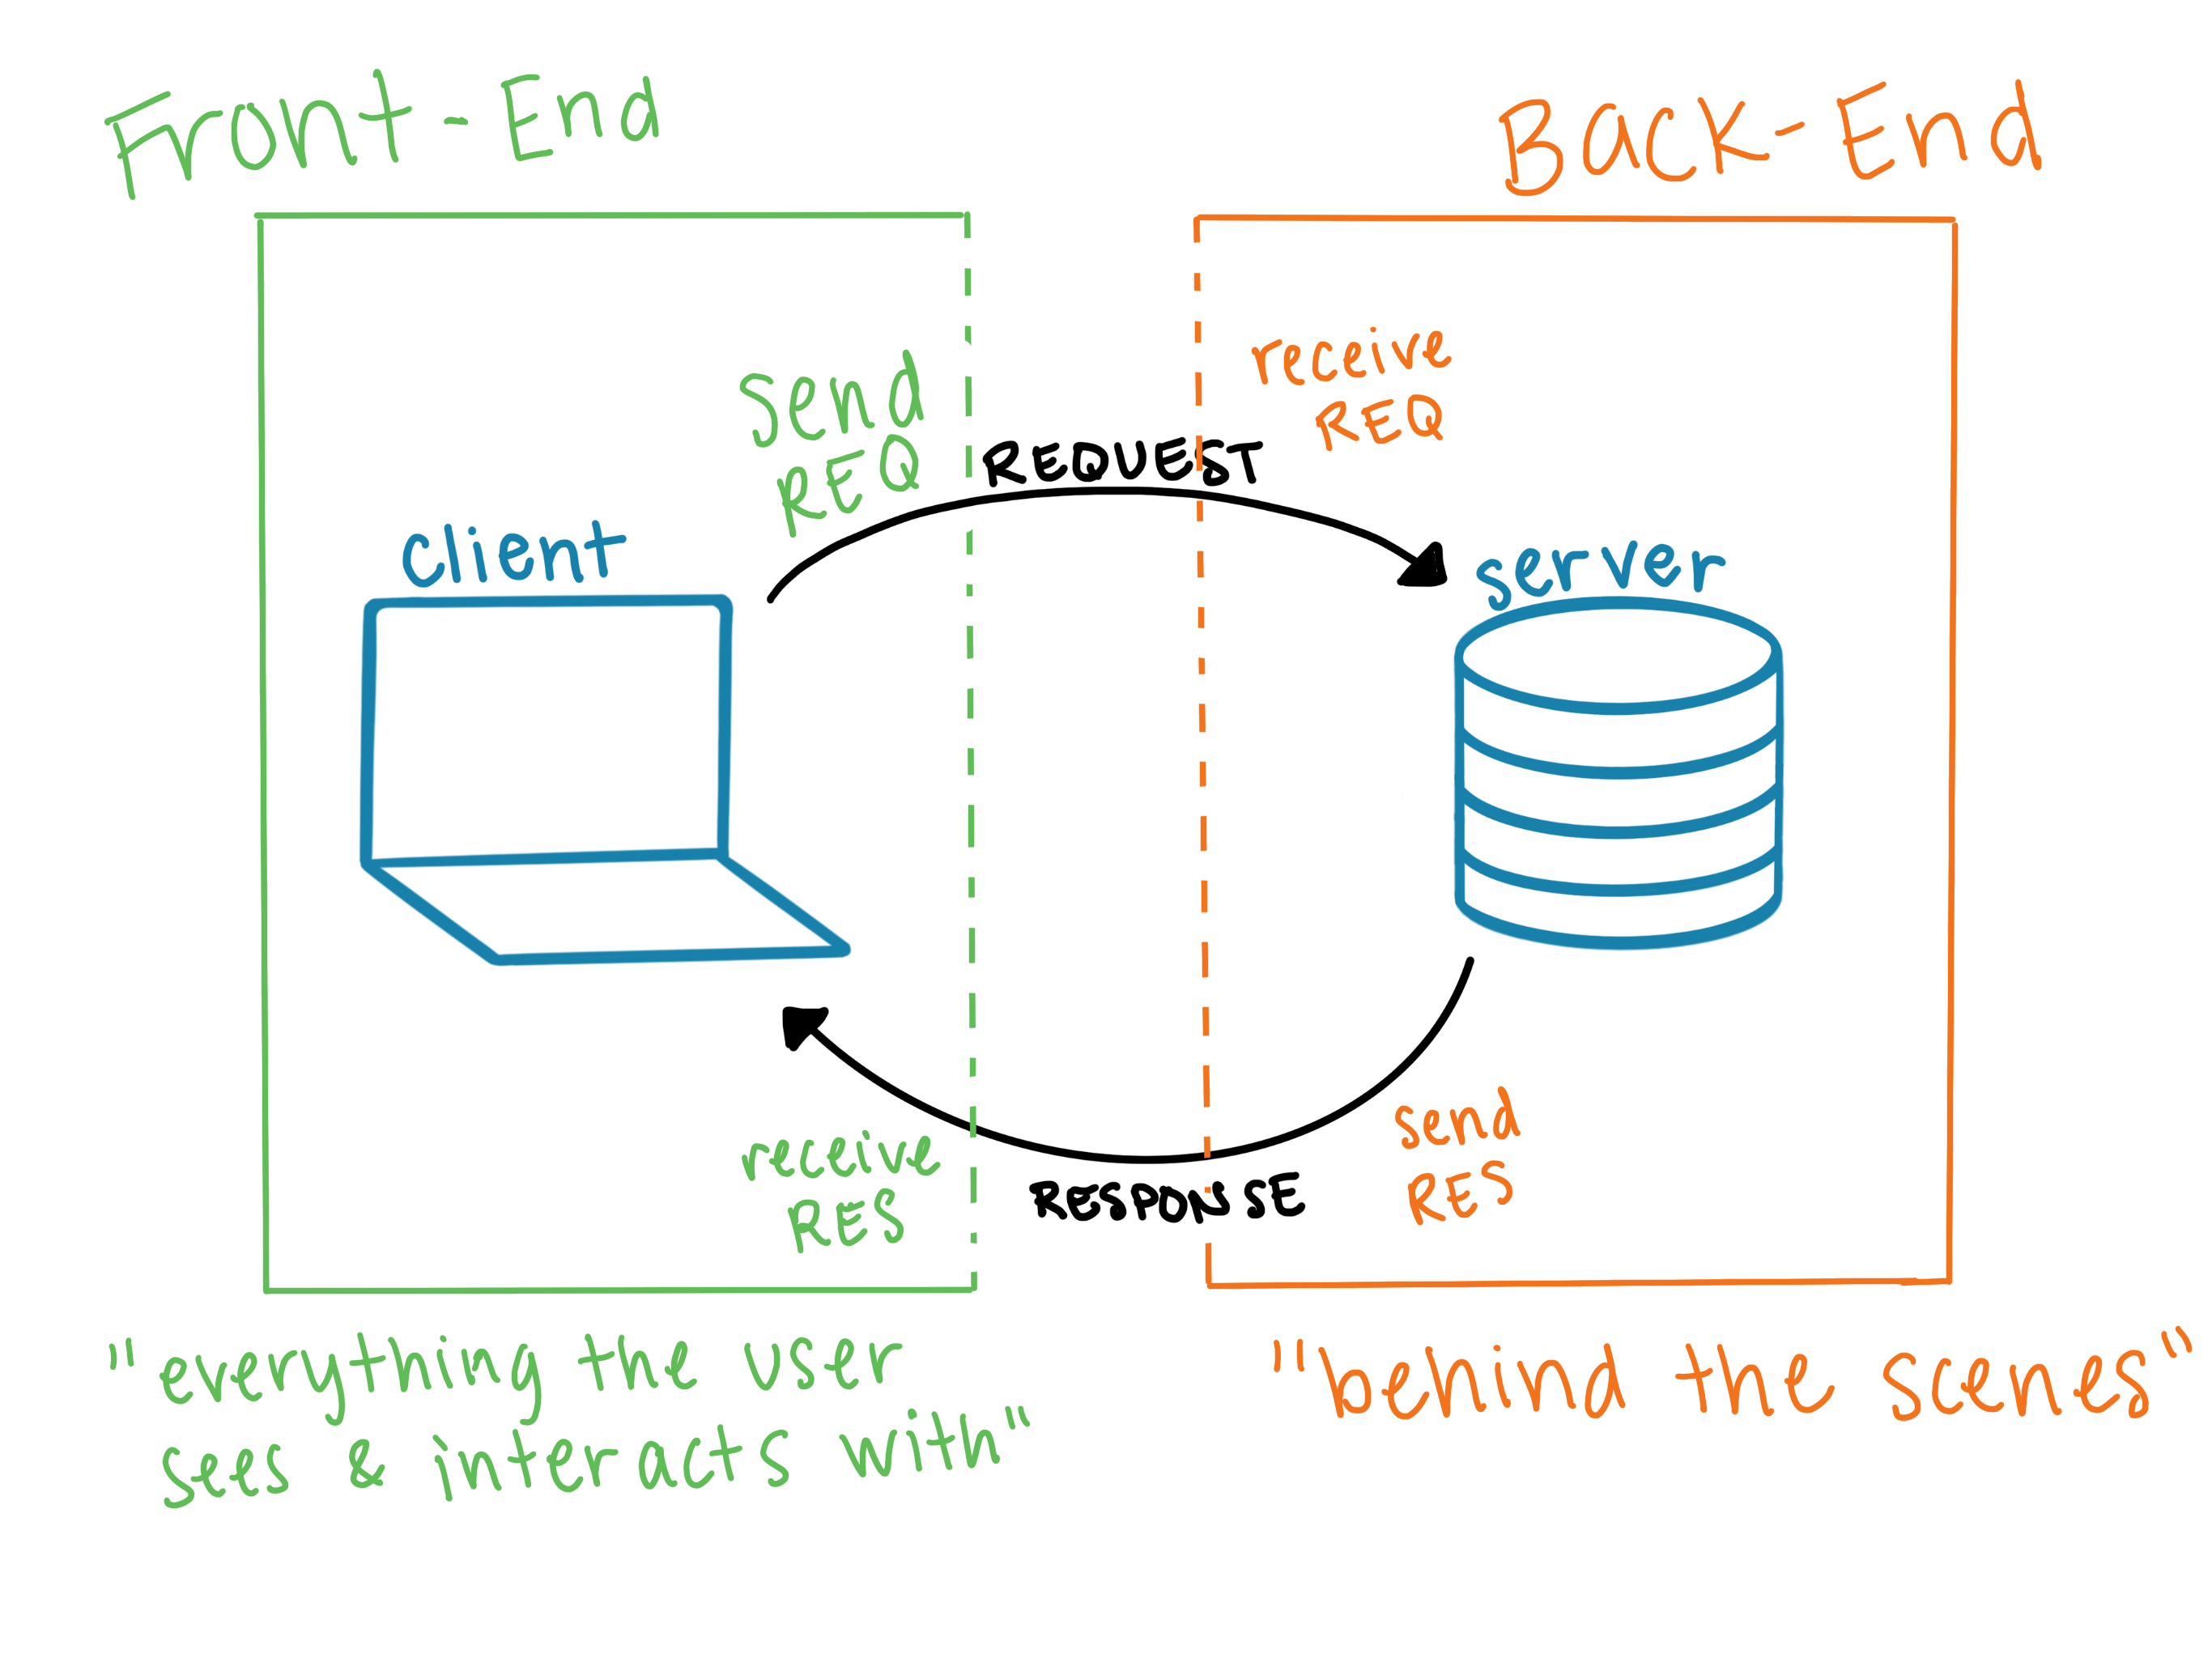 Front-End
Back-End
send
REQ
REQUEST
receive
REQ
client
server
receive
RES
RESPONSE
send
RES
"everything the user
sees & interacts with"
"behind the scenes"